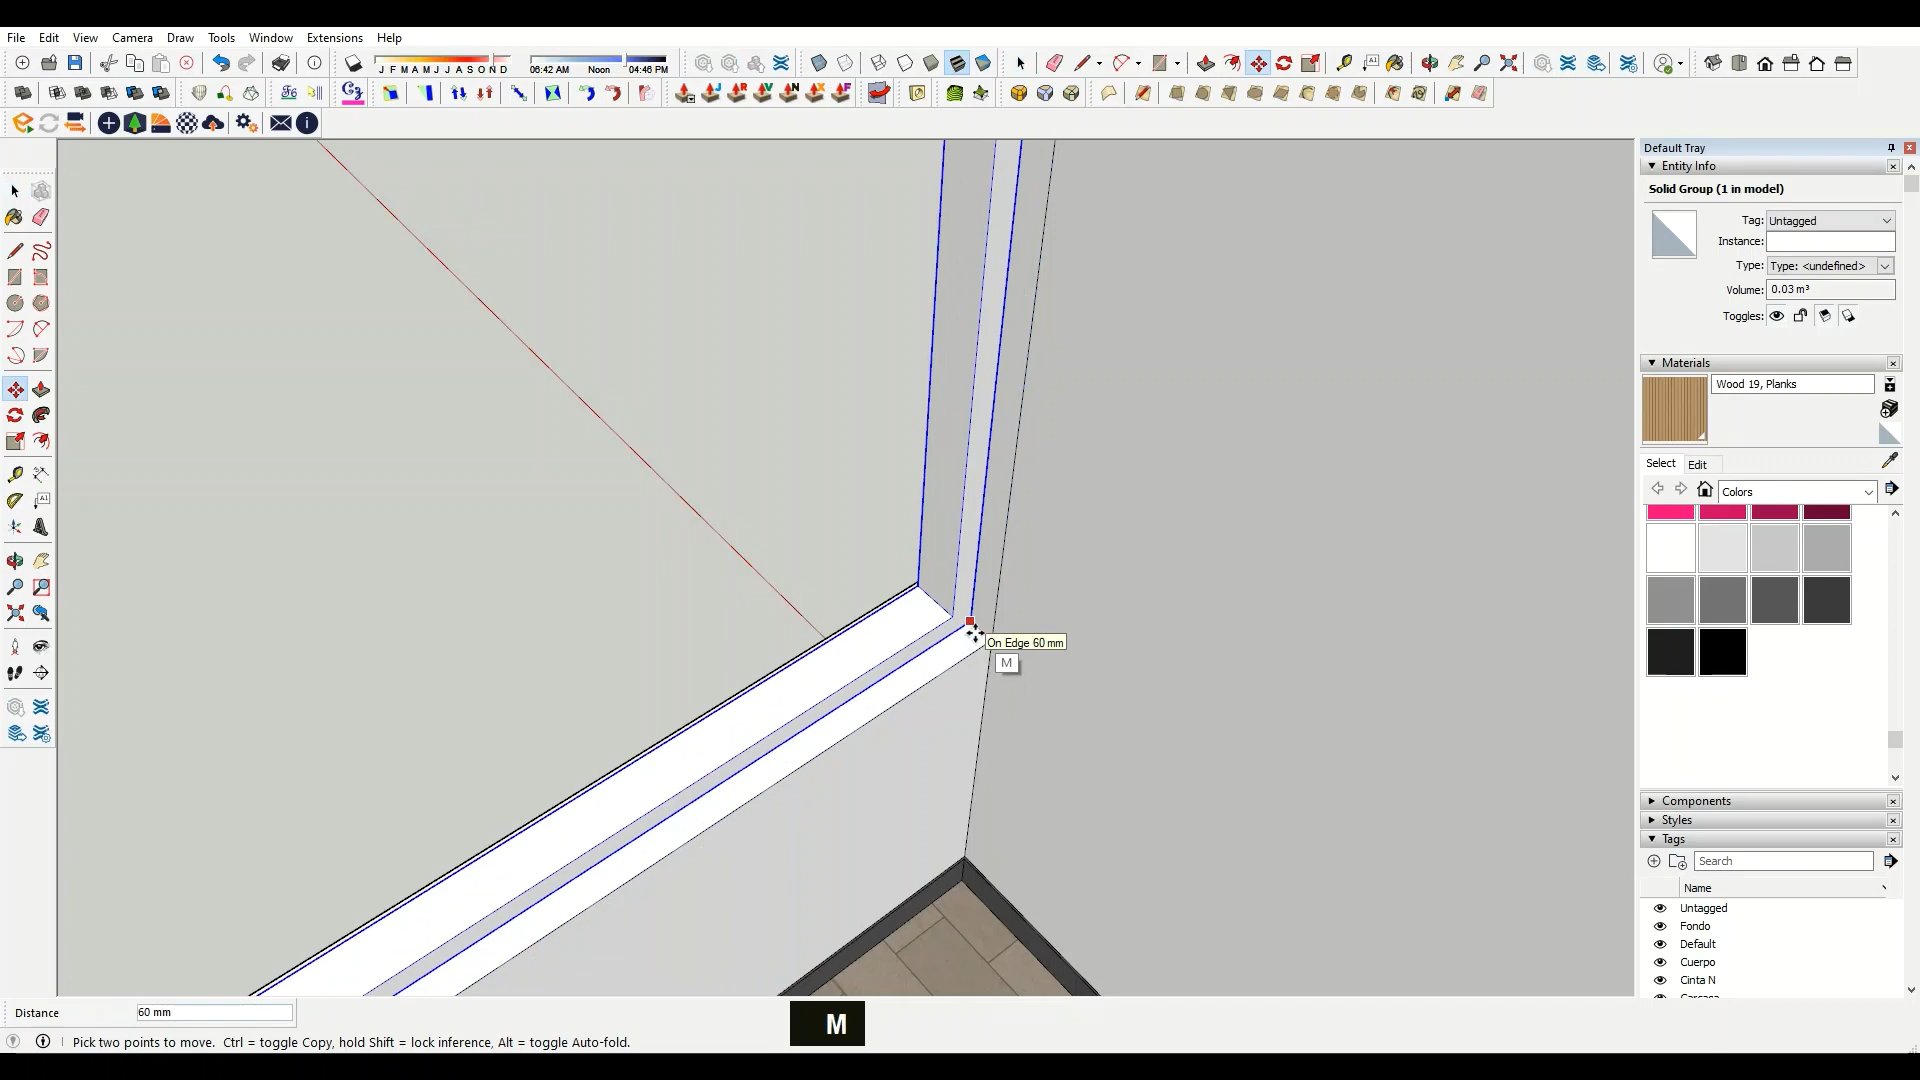 File Edit View Camera Draw Tools Window Extensions Help
J F M A M J J A S O N D 06:42 AM Noon 04:46 PM
Default Tray
Entity Info
Solid Group (1 in model)
Tag: Untagged
Instance:
Type: Type: <undefined>
Volume: 0.03 m³
Toggles:
Materials
Wood 19, Planks
Select Edit
Colors
On Edge 60 mm
M
Components
Styles
Tags
Search
Name
Untagged
Fondo
Default
Cuerpo
Cinta N
Carcasa
Distance 60 mm
M
Pick two points to move. Ctrl = toggle Copy, hold Shift = lock inference, Alt = toggle Auto-fold.